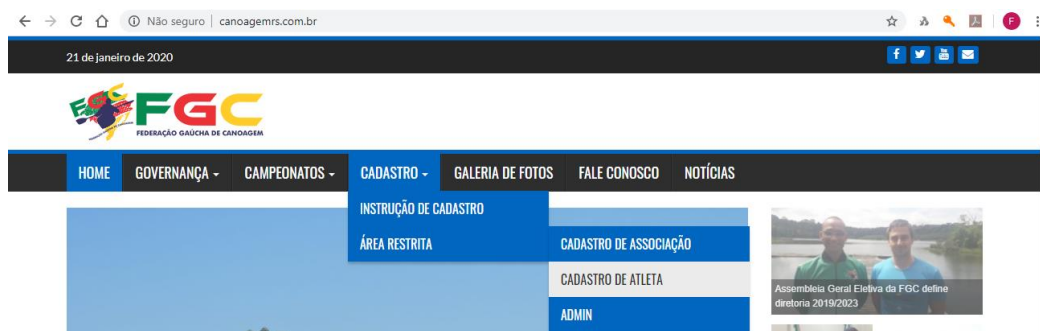 Não seguro | canoagemrs.com.br
F
21 de janeiro de 2020
FGC
FEDERAÇÃO GAÚCHA DE CANOAGEM
HOME GOVERNANÇA CAMPEONATOS CADASTRO GALERIA DE FOTOS FALE CONOSCO NOTÍCIAS
INSTRUÇÃO DE CADASTRO
ÁREA RESTRITA
CADASTRO DE ASSOCIAÇÃO
CADASTRO DE ATLETA
ADMIN
Assembleia Geral Eletiva da FGC define
diretoria 2019/2023